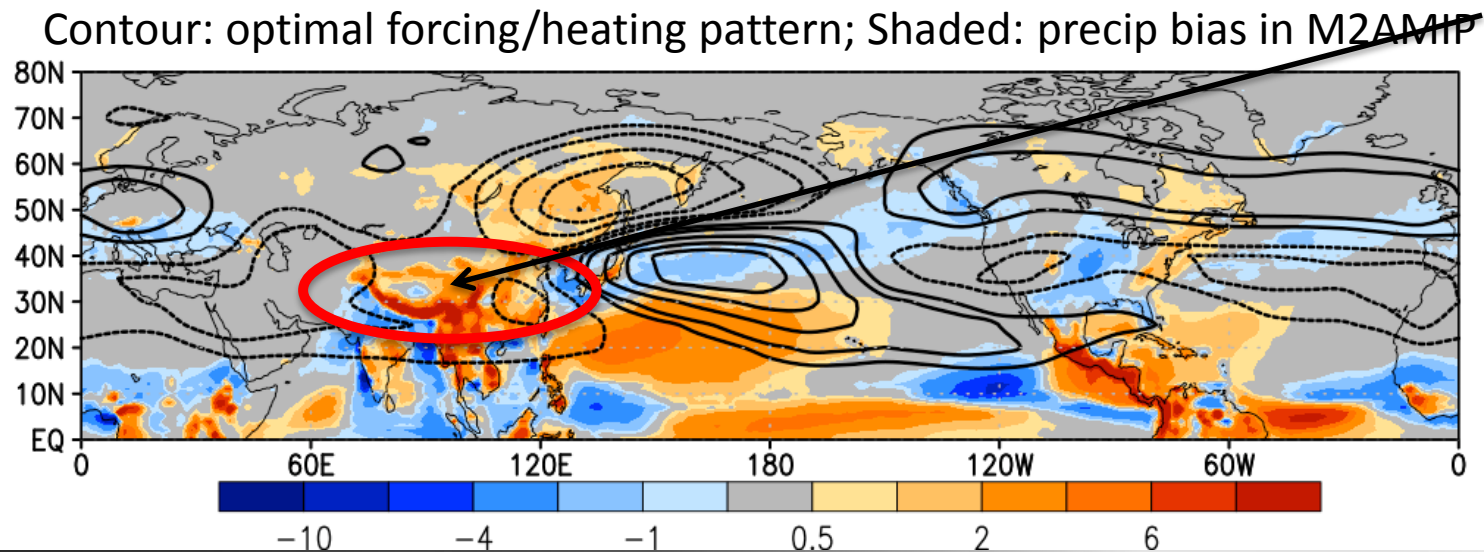 Contour: optimal forcing/heating pattern; Shaded: precip bias in M2AMIP
80N
70N
60N
50N
40N
30N
20N
10N
EQ
0 60E 120E 180 120W 60W 0
−10 −4 −1 0.5 2 6